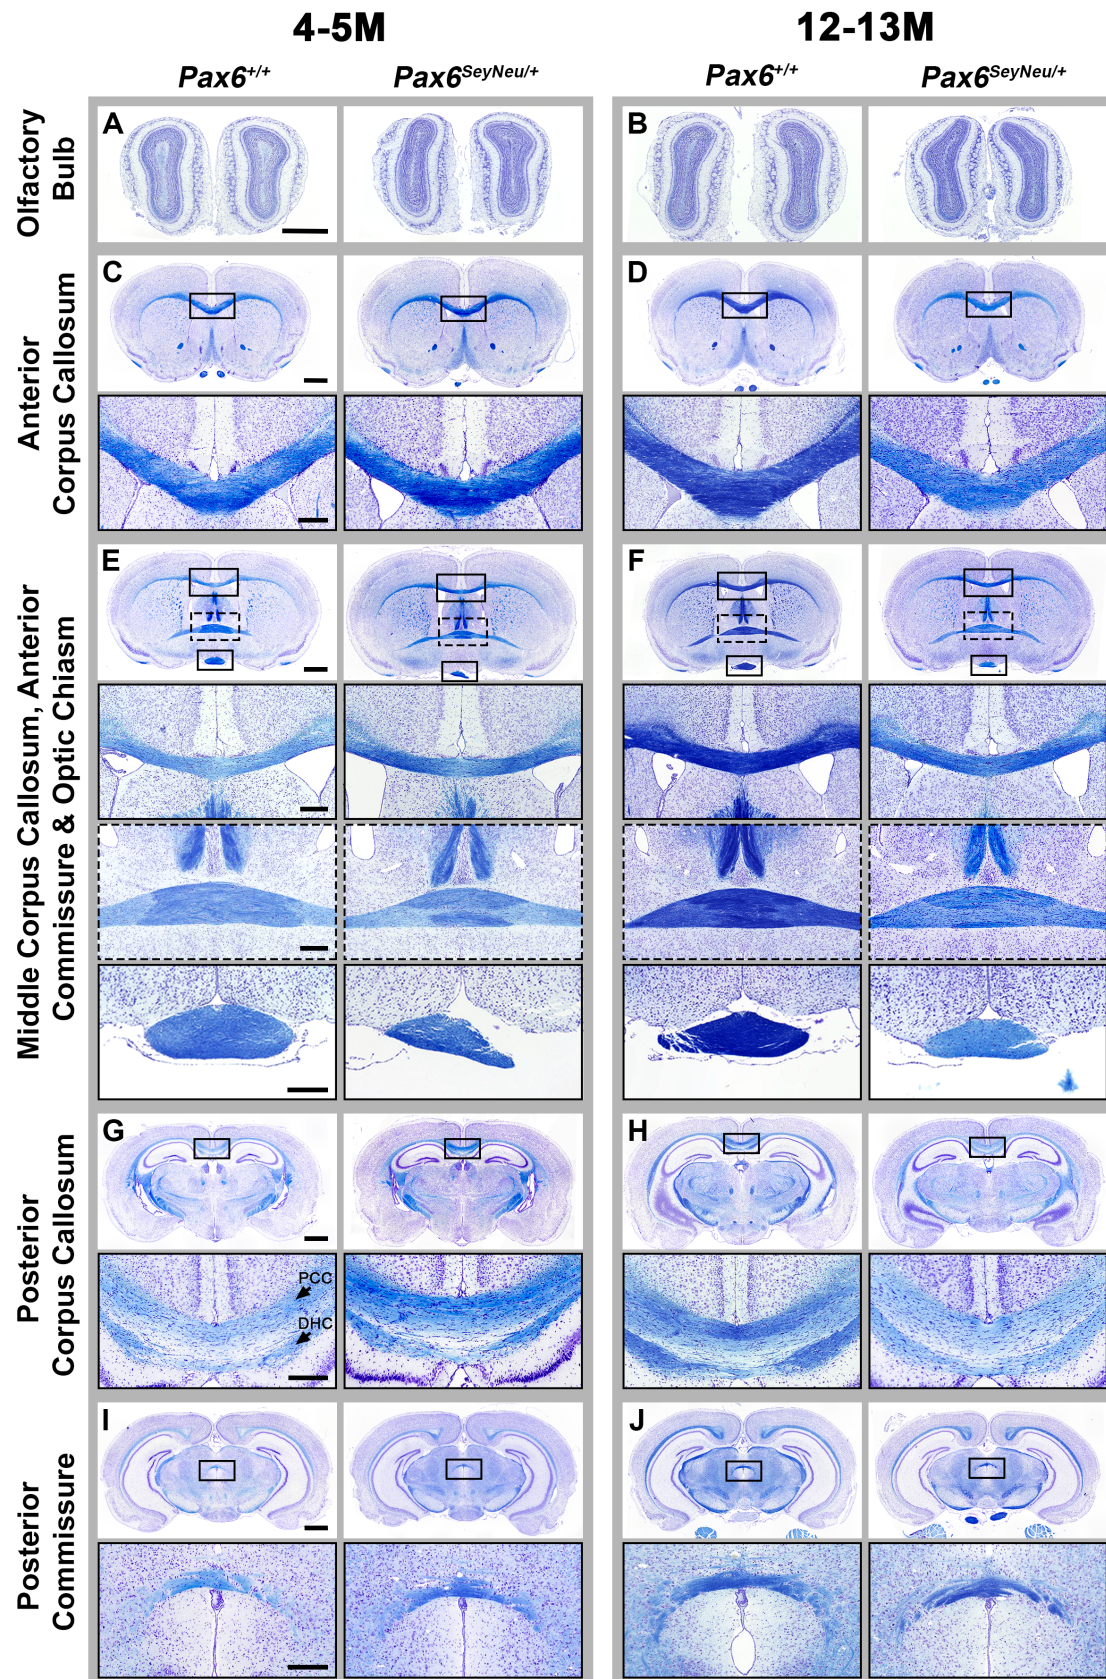 4-5M
12-13M
Pax6+/+
Pax6SeyNeu/+
Pax6+/+
Pax6SeyNeu/+
Olfactory
Bulb
A
B
Anterior
Corpus Callosum
C
D
Middle Corpus Callosum, Anterior
Commissure & Optic Chiasm
E
F
Posterior
Corpus Callosum
G
H
PCC
DHC
Posterior
Commissure
I
J